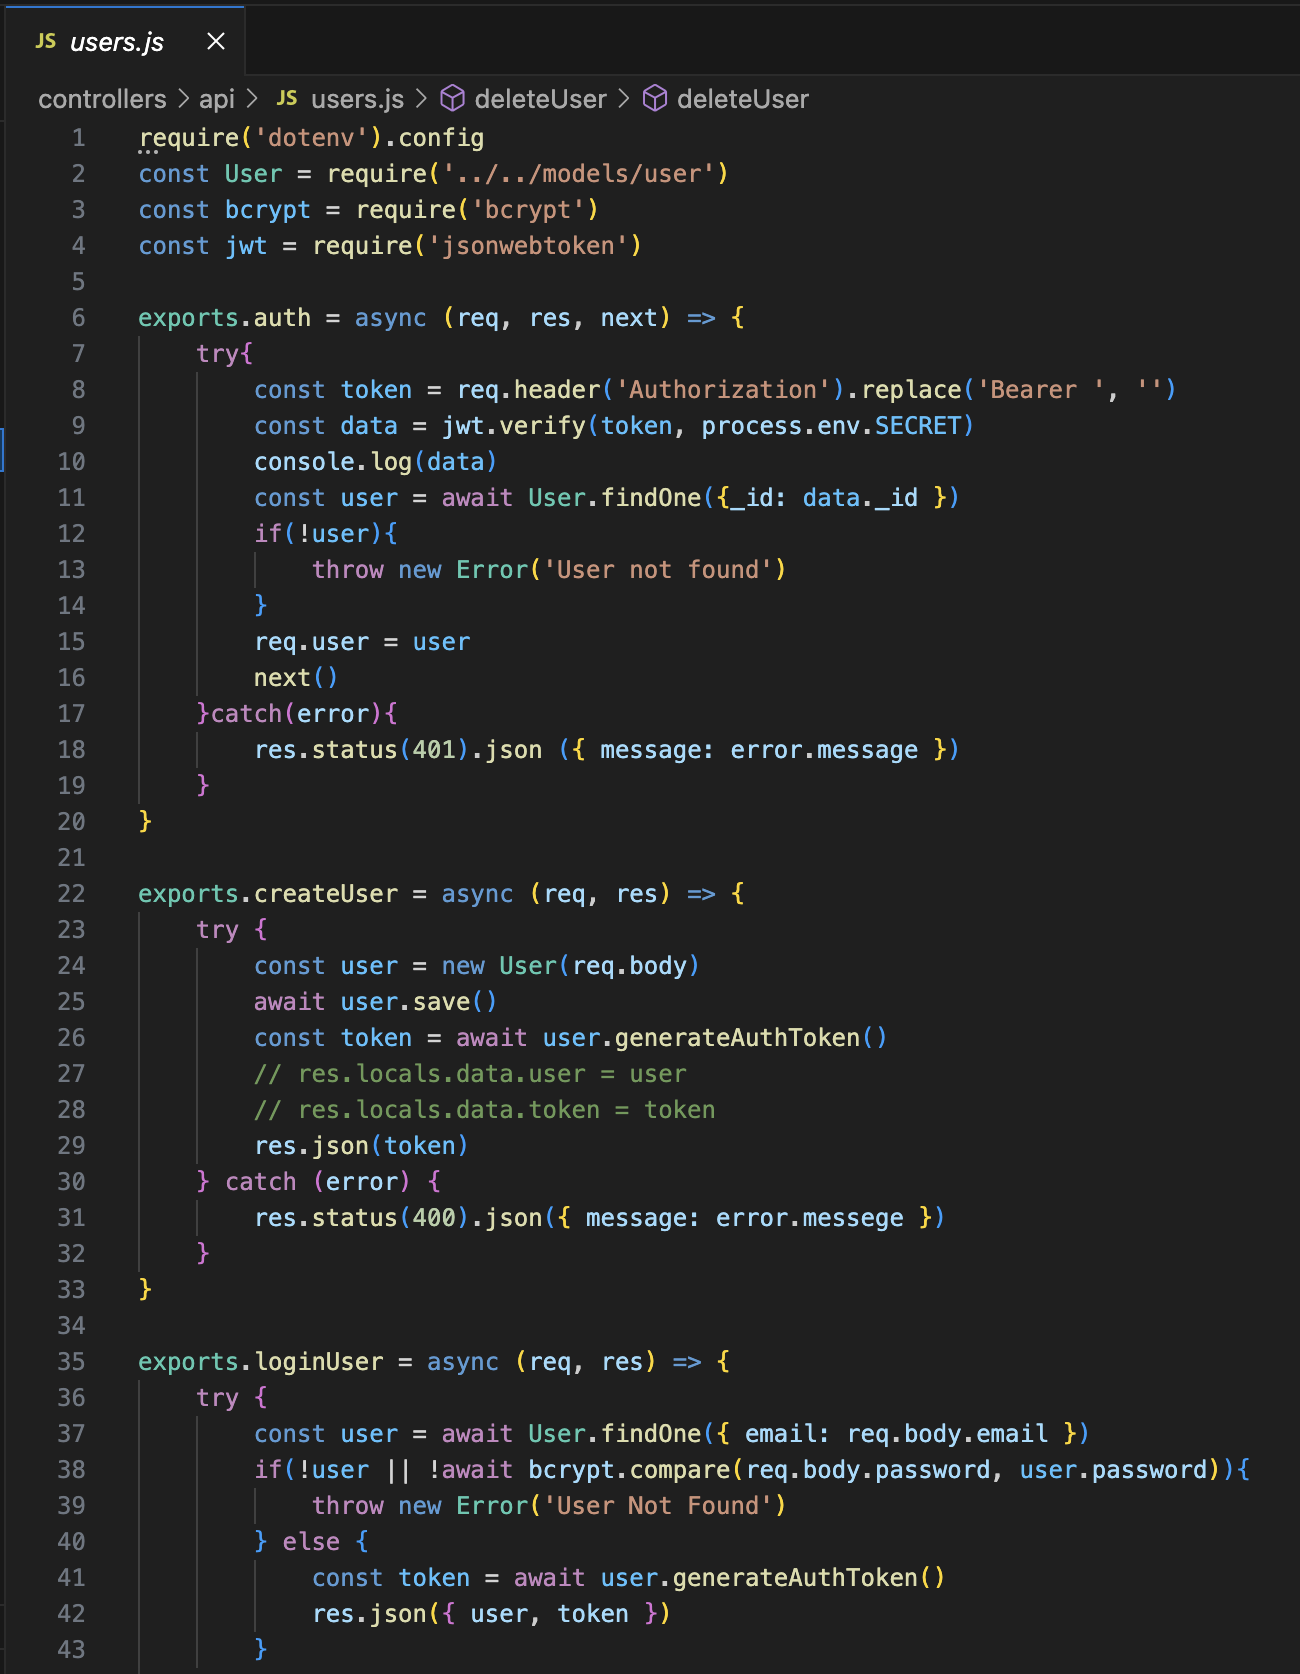 JS users.js ×
controllers > api > JS users.js > deleteUser > deleteUser
1 require('dotenv').config
2 const User = require('../../models/user')
3 const bcrypt = require('bcrypt')
4 const jwt = require('jsonwebtoken')
5
6 exports.auth = async (req, res, next) => {
7     try{
8         const token = req.header('Authorization').replace('Bearer ', '')
9         const data = jwt.verify(token, process.env.SECRET)
10         console.log(data)
11         const user = await User.findOne({_id: data._id })
12         if(!user){
13             throw new Error('User not found')
14         }
15         req.user = user
16         next()
17     }catch(error){
18         res.status(401).json ({ message: error.message })
19     }
20 }
21
22 exports.createUser = async (req, res) => {
23     try {
24         const user = new User(req.body)
25         await user.save()
26         const token = await user.generateAuthToken()
27         // res.locals.data.user = user
28         // res.locals.data.token = token
29         res.json(token)
30     } catch (error) {
31         res.status(400).json({ message: error.messege })
32     }
33 }
34
35 exports.loginUser = async (req, res) => {
36     try {
37         const user = await User.findOne({ email: req.body.email })
38         if(!user || !await bcrypt.compare(req.body.password, user.password)){
39             throw new Error('User Not Found')
40         } else {
41             const token = await user.generateAuthToken()
42             res.json({ user, token })
43         }